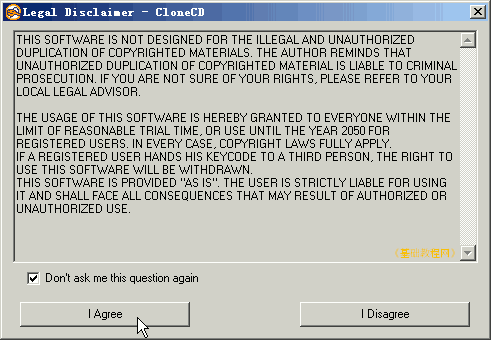 Legal Disclaimer - CloneCD
THIS SOFTWARE IS NOT DESIGNED FOR THE ILLEGAL AND UNAUTHORIZED
DUPLICATION OF COPYRIGHTED MATERIALS. THE AUTHOR REMINDS THAT
UNAUTHORIZED DUPLICATION OF COPYRIGHTED MATERIAL IS LIABLE TO CRIMINAL
PROSECUTION. IF YOU ARE NOT SURE OF YOUR RIGHTS, PLEASE REFER TO YOUR
LOCAL LEGAL ADVISOR.
THE USAGE OF THIS SOFTWARE IS HEREBY GRANTED TO EVERYONE WITHIN THE
LIMIT OF REASONABLE TRIAL TIME, OR USE UNTIL THE YEAR 2050 FOR
REGISTERED USERS. IN EVERY CASE, COPYRIGHT LAWS FULLY APPLY.
IF A REGISTERED USER HANDS HIS KEYCODE TO A THIRD PERSON, THE RIGHT TO
USE THIS SOFTWARE WILL BE WITHDRAWN.
THIS SOFTWARE IS PROVIDED "AS IS". THE USER IS STRICTLY LIABLE FOR USING
IT AND SHALL FACE ALL CONSEQUENCES THAT MAY RESULT OF AUTHORIZED OR
UNAUTHORIZED USE.
Don't ask me this question again
I Agree
I Disagree